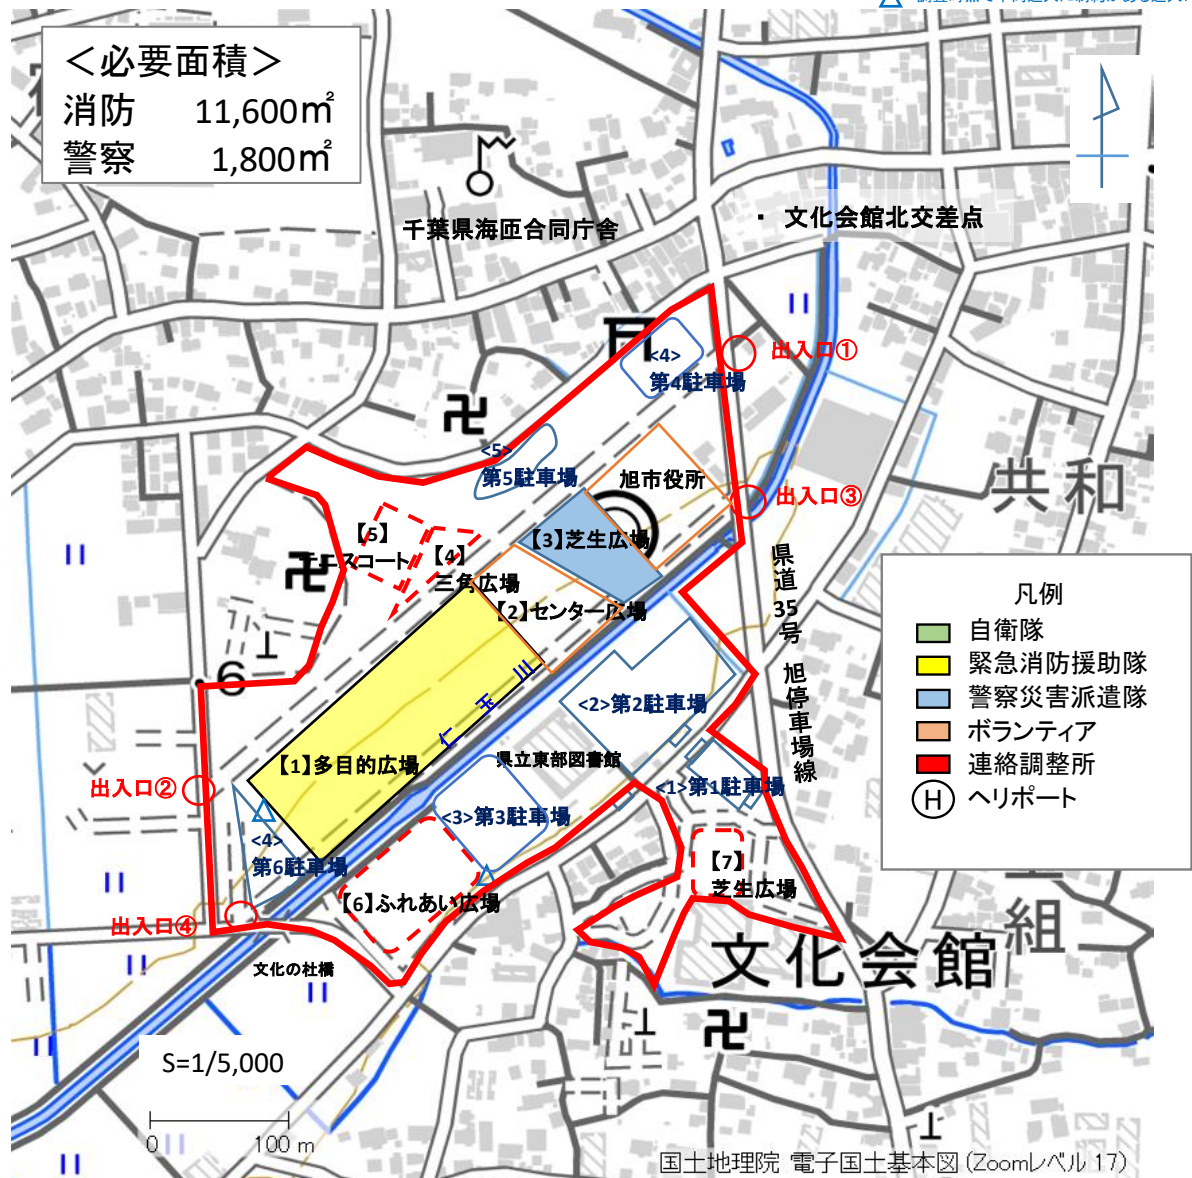 ＜必要面積＞
消防 11,600㎡
警察 1,800㎡
千葉県海匝合同庁舎
・ 文化会館北交差点
<4>
第4駐車場
出入口①
<5>
第5駐車場
旭市役所
出入口③
【3】芝生広場
【5】
テニスコート
【4】
三角広場
【2】センター広場
共和
県道35号 旭停車場線
凡例
自衛隊
緊急消防援助隊
警察災害派遣隊
ボランティア
連絡調整所
H ヘリポート
6
仁玉川
<2>第2駐車場
県立東部図書館
【1】多目的広場
出入口②
<1>第1駐車場
<3>第3駐車場
<4>
第6駐車場
【7】
芝生広場
【6】ふれあい広場
出入口④
文化会館
組
文化の杜橋
S=1/5,000
0 100 m
国土地理院 電子国土基本図（Zoomレベル 17）